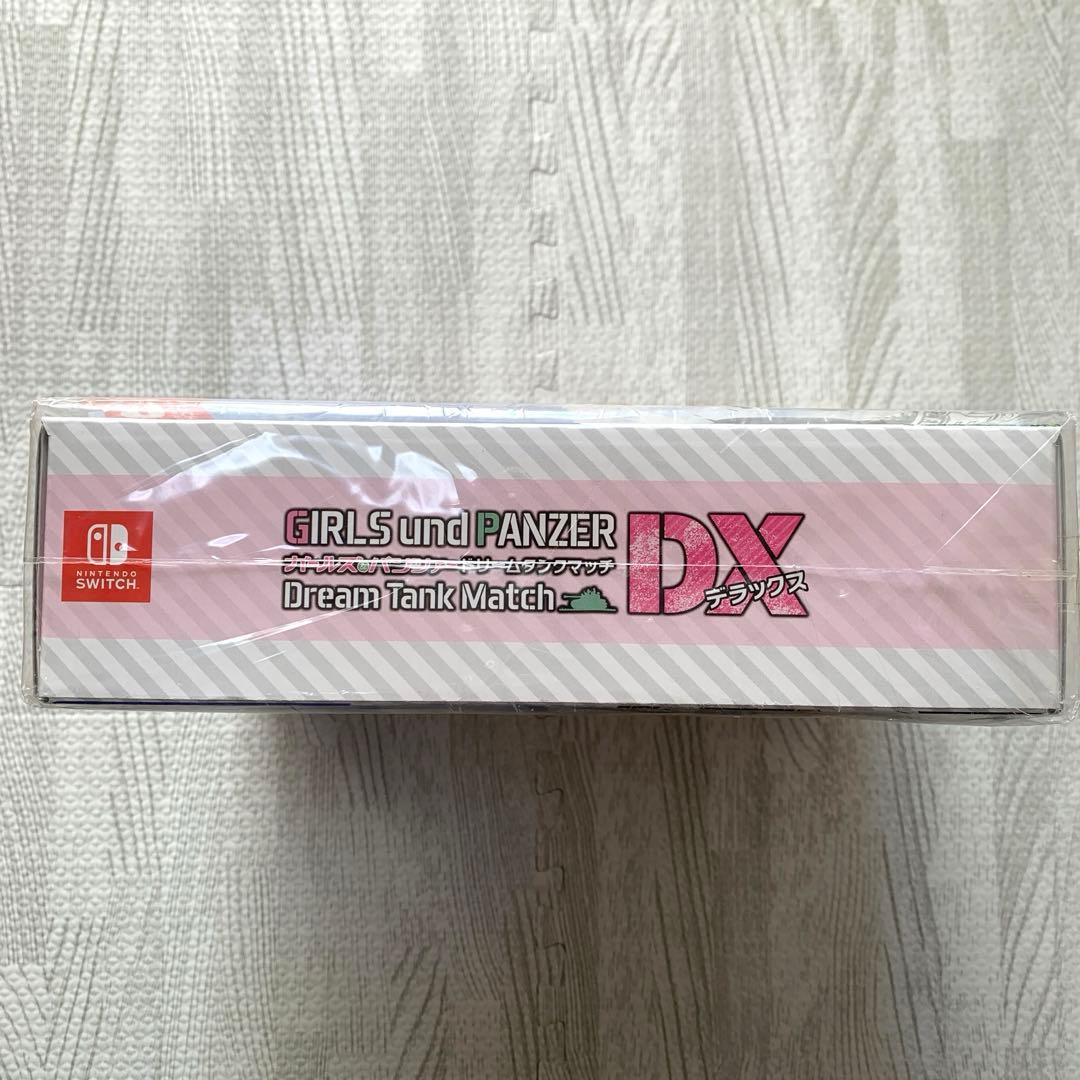 NINTENDO
SWITCH
GIRLS und PANZER
ガールズ&パンツァー ドリームタンクマッチ
Dream Tank Match
DX
デラックス